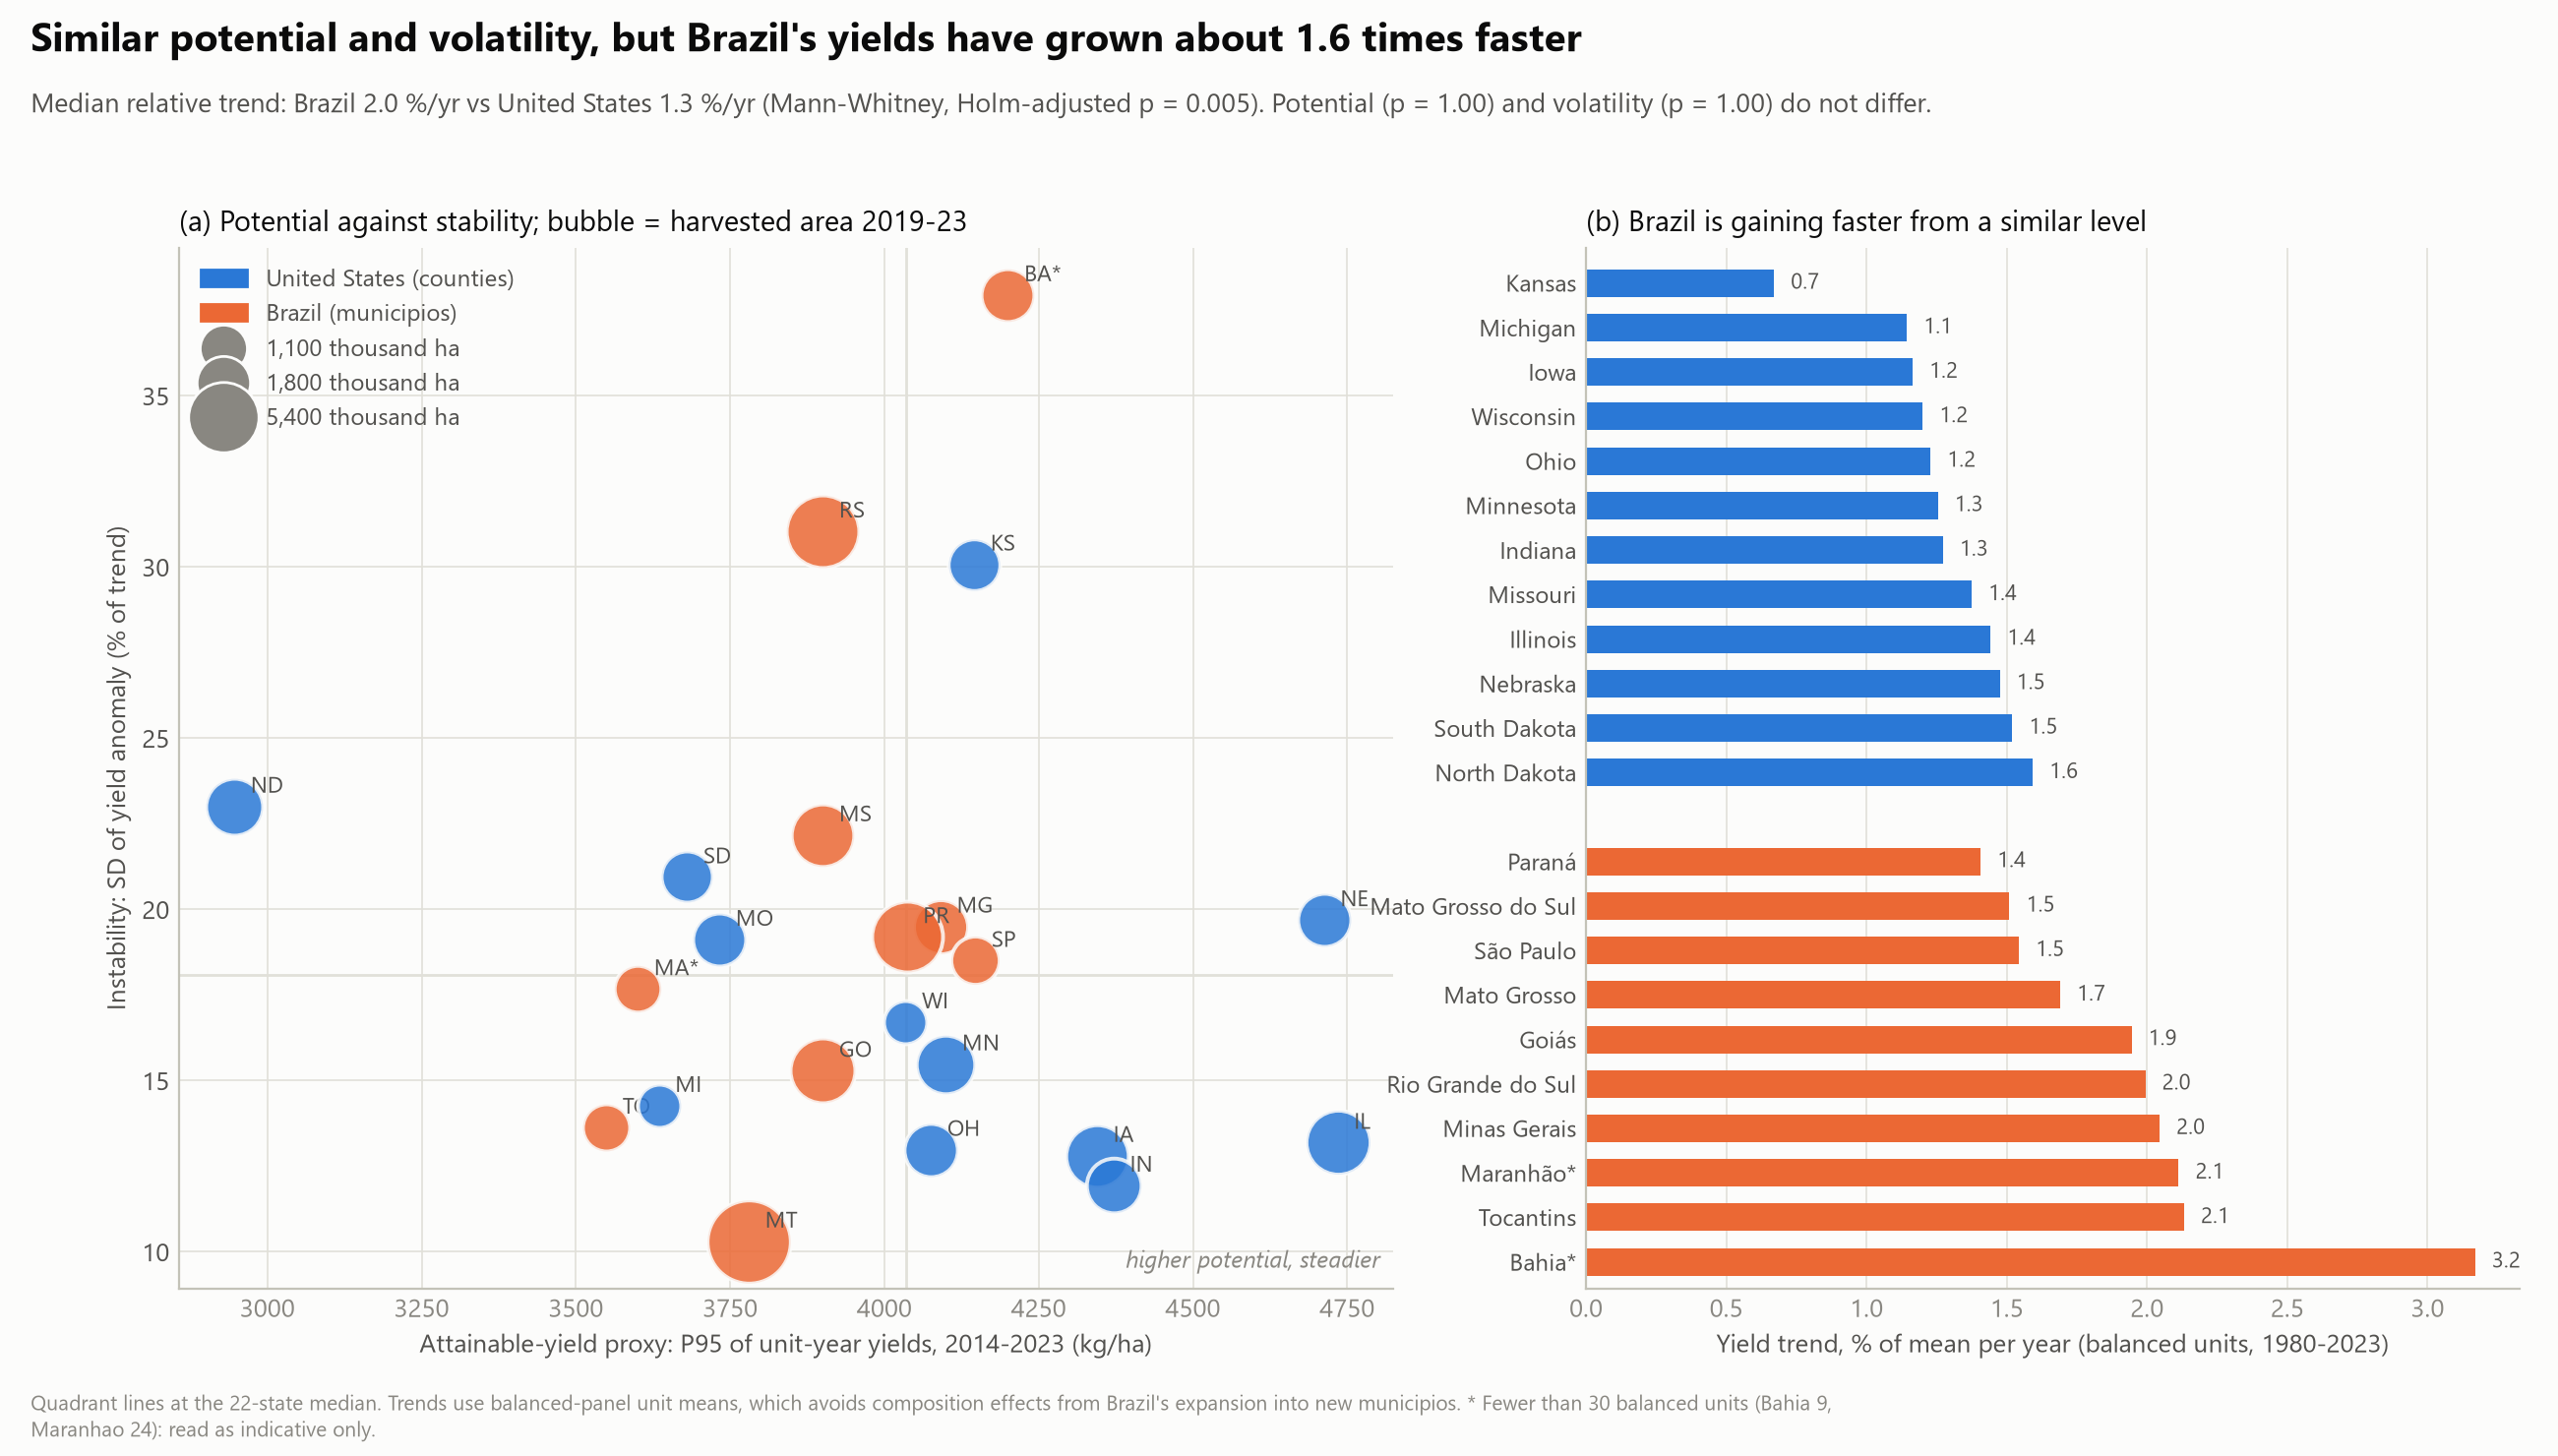 Similar potential and volatility, but Brazil's yields have grown about 1.6 times faster
Median relative trend: Brazil 2.0 %/yr vs United States 1.3 %/yr (Mann-Whitney, Holm-adjusted p = 0.005). Potential (p = 1.00) and volatility (p = 1.00) do not differ.
(a) Potential against stability; bubble = harvested area 2019-23
United States (counties)
Brazil (municipios)
1,100 thousand ha
1,800 thousand ha
5,400 thousand ha
BA*
RS
KS
ND
MS
SD
MO
NE
MG
PR
SP
MA*
WI
MN
GO
MI
TO
OH
IA
IN
IL
MT
higher potential, steadier
35
30
25
20
15
10
Instability: SD of yield anomaly (% of trend)
3000 3250 3500 3750 4000 4250 4500 4750
Attainable-yield proxy: P95 of unit-year yields, 2014-2023 (kg/ha)
(b) Brazil is gaining faster from a similar level
Kansas 0.7
Michigan 1.1
Iowa 1.2
Wisconsin 1.2
Ohio 1.2
Minnesota 1.3
Indiana 1.3
Missouri 1.4
Illinois 1.4
Nebraska 1.5
South Dakota 1.5
North Dakota 1.6
Paraná 1.4
Mato Grosso do Sul 1.5
São Paulo 1.5
Mato Grosso 1.7
Goiás 1.9
Rio Grande do Sul 2.0
Minas Gerais 2.0
Maranhão* 2.1
Tocantins 2.1
Bahia* 3.2
0.0 0.5 1.0 1.5 2.0 2.5 3.0
Yield trend, % of mean per year (balanced units, 1980-2023)
Quadrant lines at the 22-state median. Trends use balanced-panel unit means, which avoids composition effects from Brazil's expansion into new municipios. * Fewer than 30 balanced units (Bahia 9,
Maranhao 24): read as indicative only.